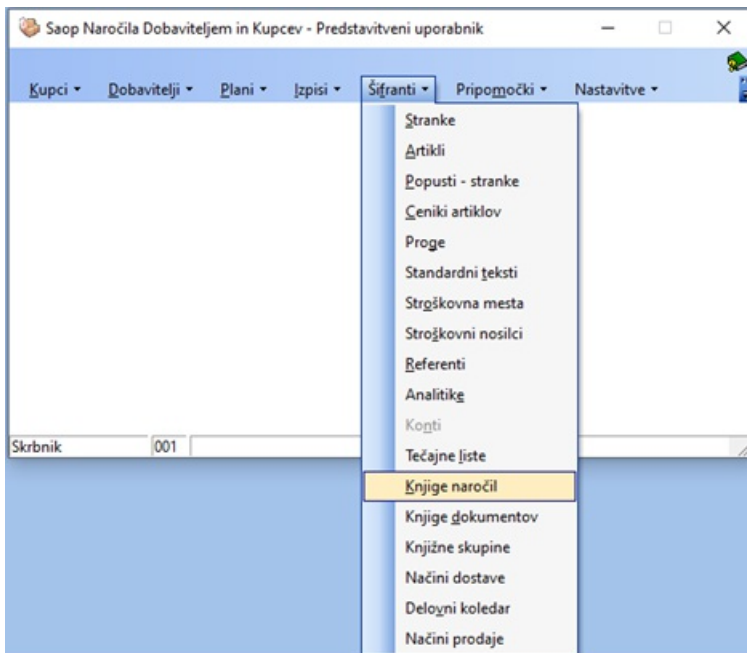 Saop Naročila Dobaviteljem in Kupcev - Predstavitveni uporabnik
Kupci Dobavitelji Plani Izpisi Šifranti Pripomočki Nastavitve
Stranke
Artikli
Popusti - stranke
Ceniki artiklov
Proge
Standardni teksti
Stroškovna mesta
Stroškovni nosilci
Referenti
Analitike
Konti
Tečajne liste
Knjige naročil
Knjige dokumentov
Knjižne skupine
Načini dostave
Delovni koledar
Načini prodaje
Skrbnik 001